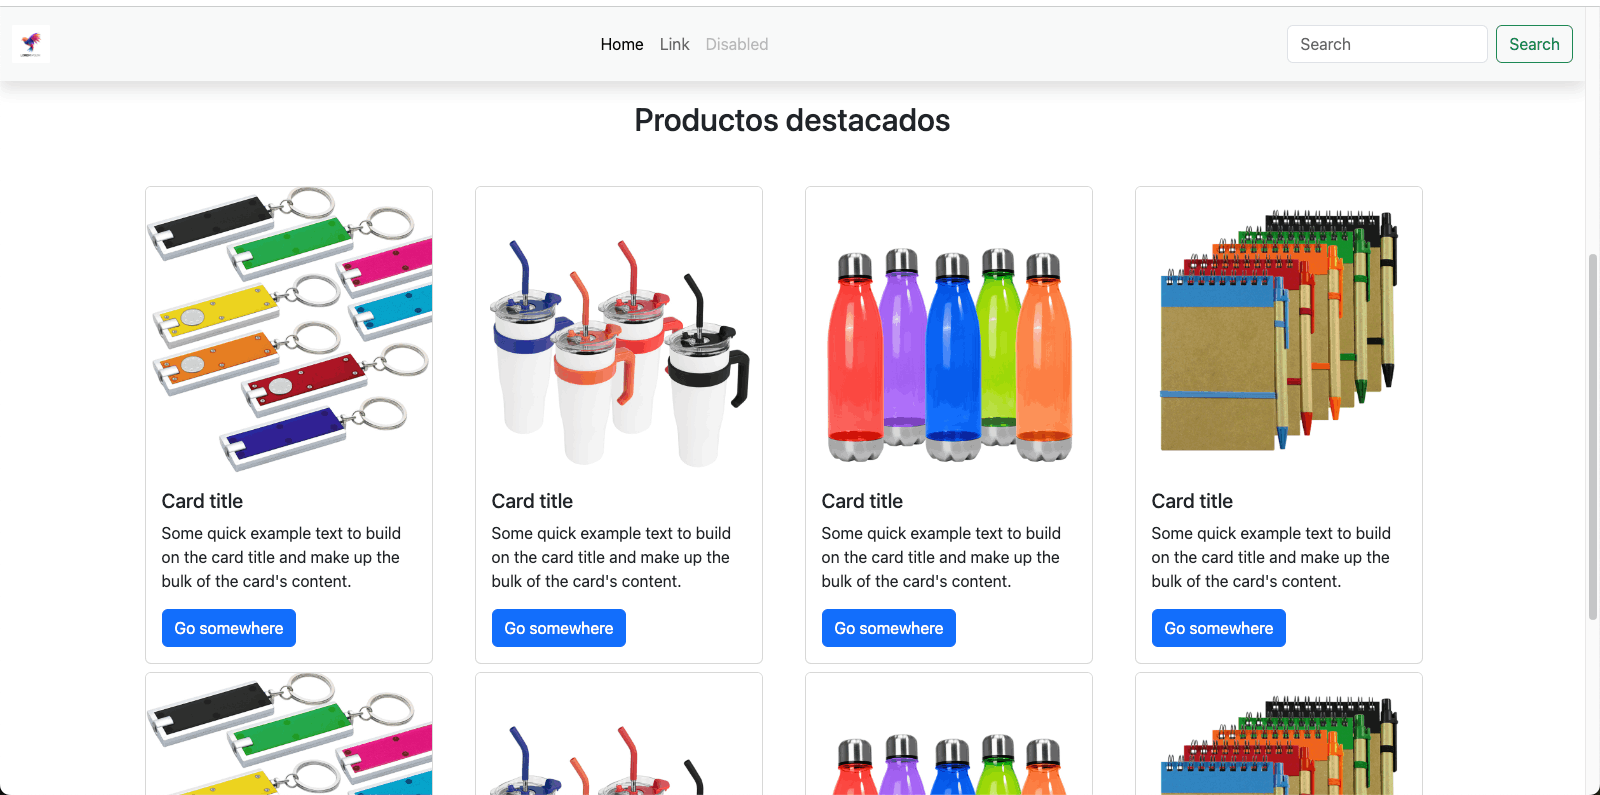 Home Link Disabled Search Search
Productos destacados
Card title
Some quick example text to build
on the card title and make up the
bulk of the card's content.
Go somewhere
Card title
Some quick example text to build
on the card title and make up the
bulk of the card's content.
Go somewhere
Card title
Some quick example text to build
on the card title and make up the
bulk of the card's content.
Go somewhere
Card title
Some quick example text to build
on the card title and make up the
bulk of the card's content.
Go somewhere